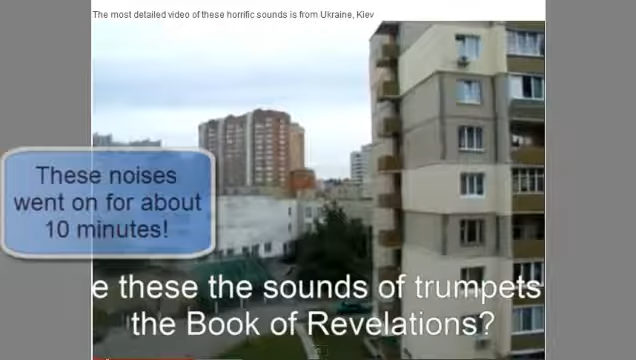 The most detailed video of these horrific sounds is from Ukraine, Kiev
These noises
went on for about
10 minutes!
e these the sounds of trumpets
the Book of Revelations?